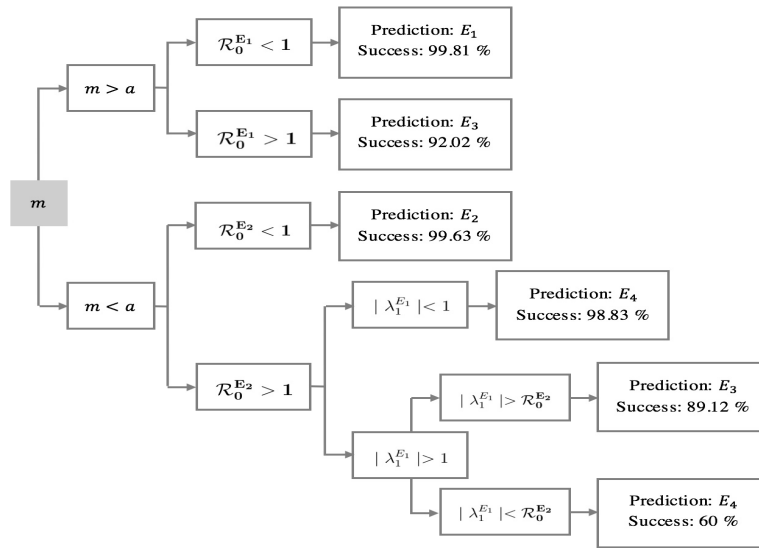 m
m > a
R₀^E₁ < 1
Prediction: E₁
Success: 99.81 %
R₀^E₁ > 1
Prediction: E₃
Success: 92.02 %
m < a
R₀^E₂ < 1
Prediction: E₂
Success: 99.63 %
R₀^E₂ > 1
| λ₁^E₁ | < 1
Prediction: E₄
Success: 98.83 %
| λ₁^E₁ | > 1
| λ₁^E₁ | > R₀^E₂
Prediction: E₃
Success: 89.12 %
| λ₁^E₁ | < R₀^E₂
Prediction: E₄
Success: 60 %